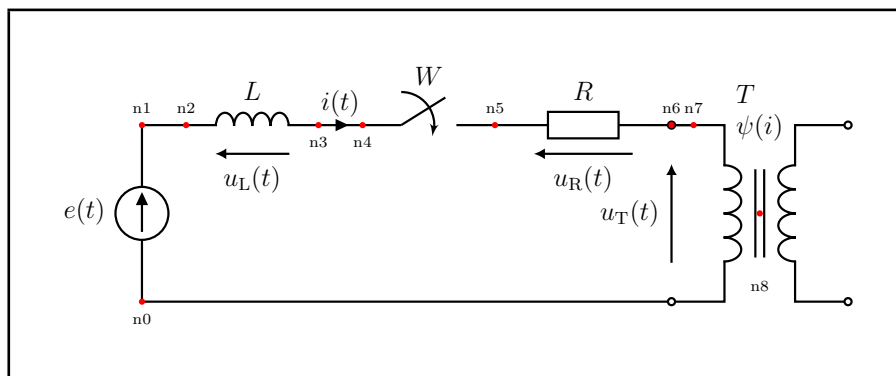 L
i(t)
W
R
T
n1
n2
n3
n4
n5
n6
n7
ψ(i)
u_L(t)
u_R(t)
e(t)
u_T(t)
n8
n0